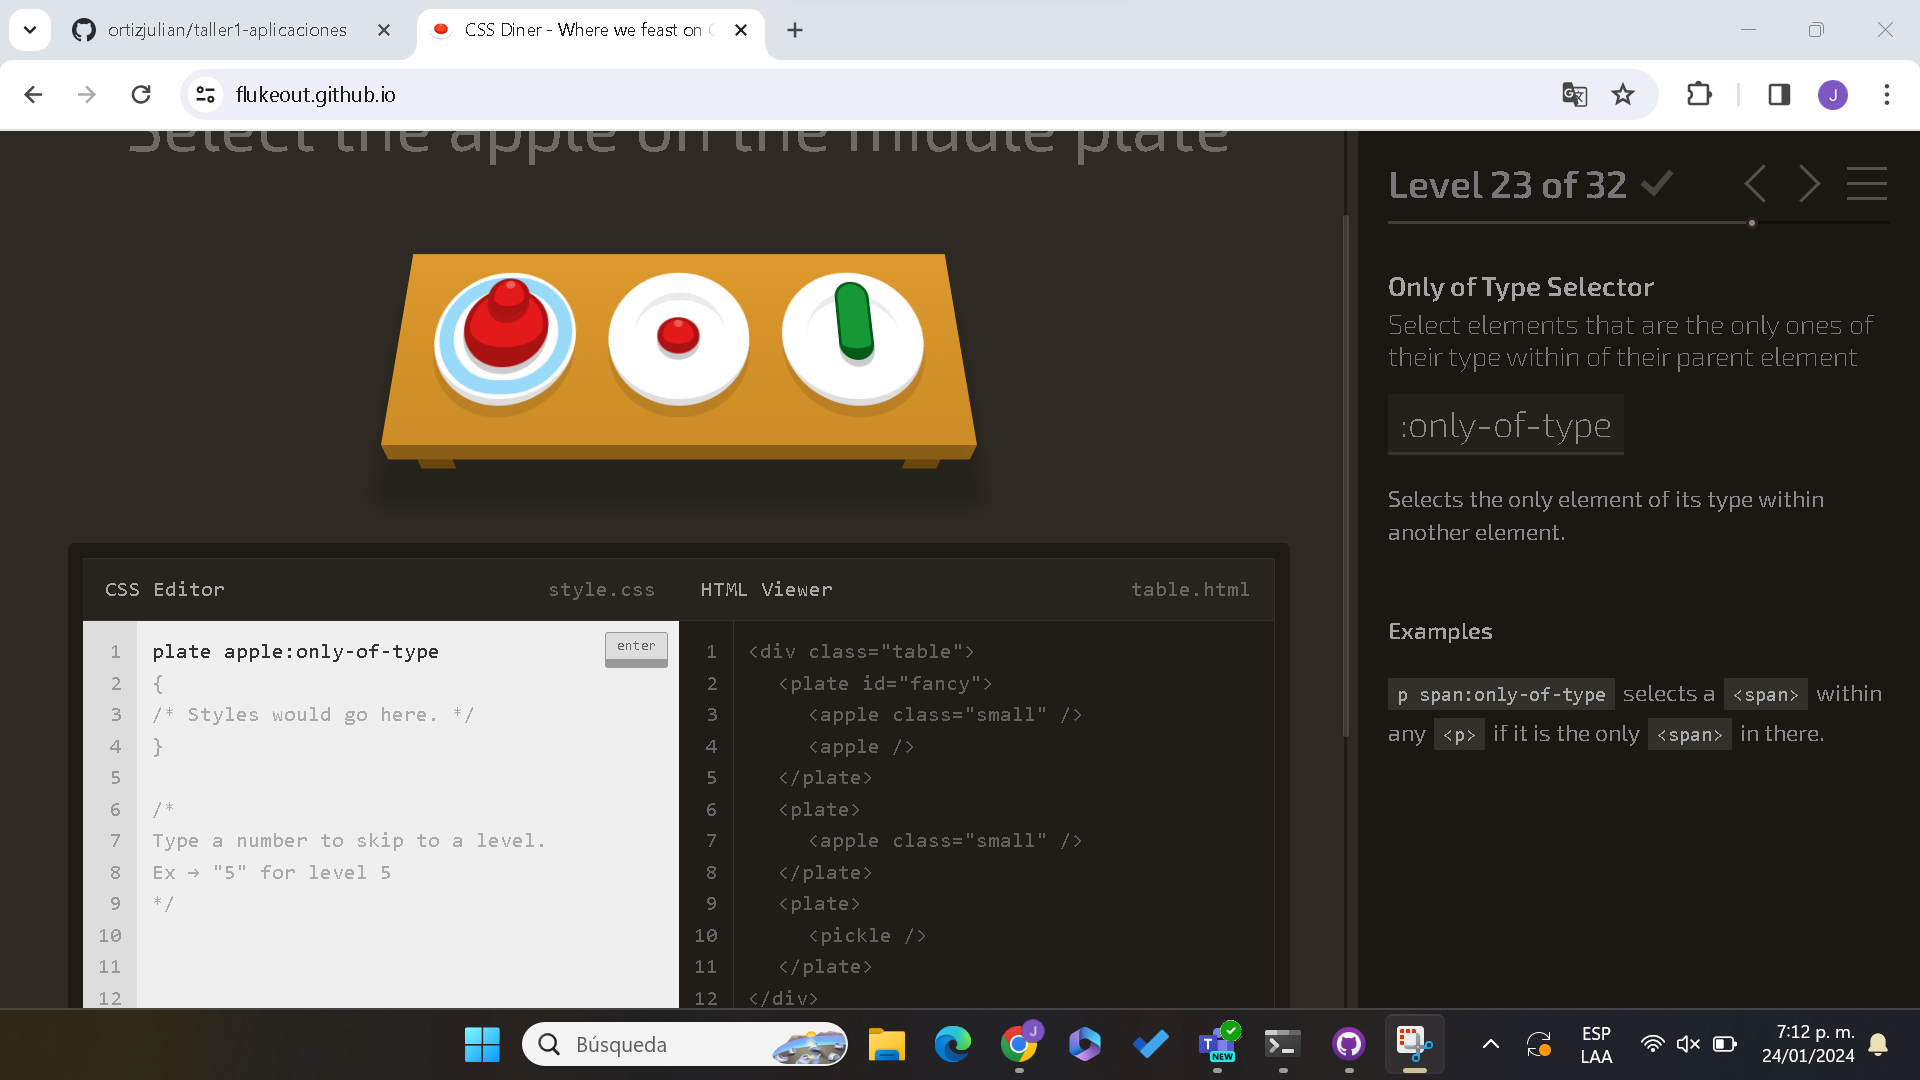 ortizjulian/taller1-aplicaciones
CSS Diner - Where we feast on C
flukeout.github.io
J
Select the apple on the middle plate
Level 23 of 32
Only of Type Selector
Select elements that are the only ones of
their type within of their parent element
:only-of-type
Selects the only element of its type within
another element.
Examples
p span:only-of-type selects a <span> within
any <p> if it is the only <span> in there.
CSS Editor
style.css
1 plate apple:only-of-type
enter
2 {
3 /* Styles would go here. */
4 }
5
6 /*
7 Type a number to skip to a level.
8 Ex → "5" for level 5
9 */
10
11
12
HTML Viewer
table.html
1 <div class="table">
2 <plate id="fancy">
3 <apple class="small" />
4 <apple />
5 </plate>
6 <plate>
7 <apple class="small" />
8 </plate>
9 <plate>
10 <pickle />
11 </plate>
12 </div>
Búsqueda
J
T
NEW
ESP
LAA
7:12 p. m.
24/01/2024